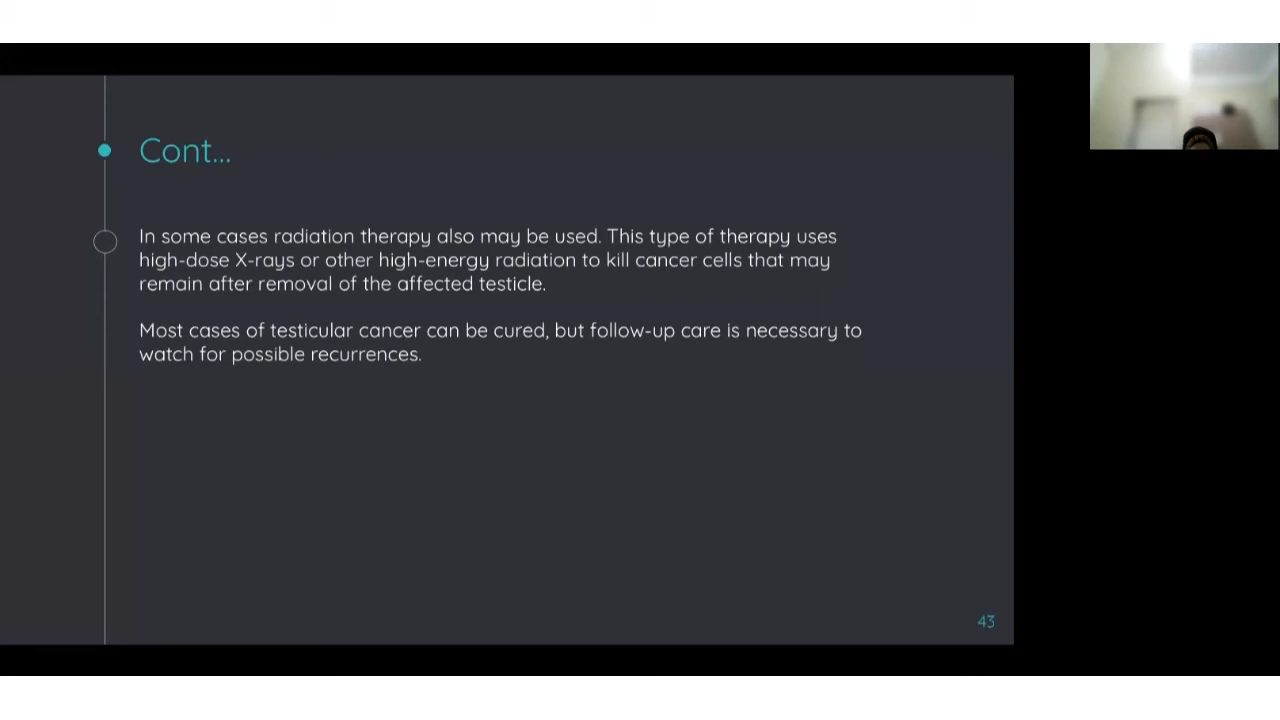 Cont...
In some cases radiation therapy also may be used. This type of therapy uses
high-dose X-rays or other high-energy radiation to kill cancer cells that may
remain after removal of the affected testicle.
Most cases of testicular cancer can be cured, but follow-up care is necessary to
watch for possible recurrences.
43